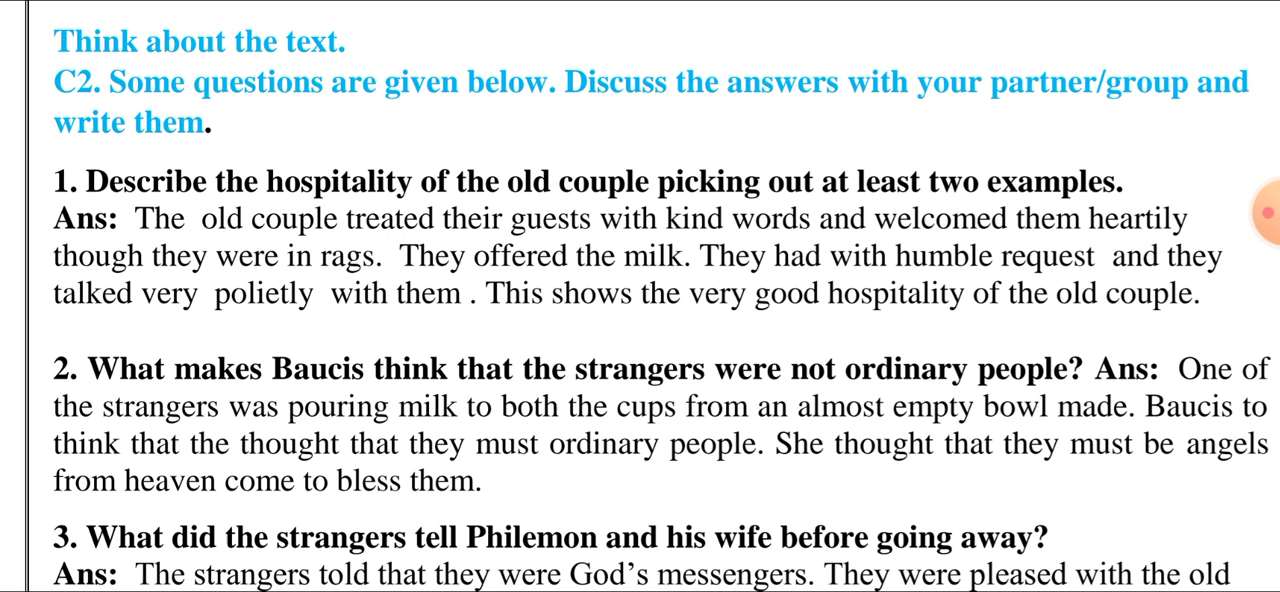 Think about the text.
C2. Some questions are given below. Discuss the answers with your partner/group and
write them.
1. Describe the hospitality of the old couple picking out at least two examples.
Ans: The old couple treated their guests with kind words and welcomed them heartily
though they were in rags. They offered the milk. They had with humble request and they
talked very polietly with them . This shows the very good hospitality of the old couple.
2. What makes Baucis think that the strangers were not ordinary people? Ans: One of
the strangers was pouring milk to both the cups from an almost empty bowl made. Baucis to
think that the thought that they must ordinary people. She thought that they must be angels
from heaven come to bless them.
3. What did the strangers tell Philemon and his wife before going away?
Ans: The strangers told that they were God’s messengers. They were pleased with the old